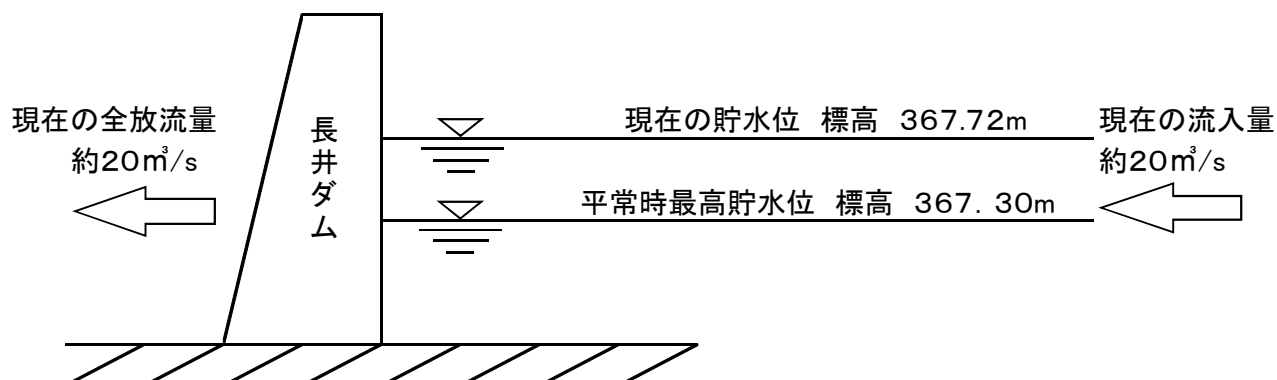 現在の全放流量
約20㎥/s
長井ダム
現在の貯水位 標高 367.72m
平常時最高貯水位 標高 367.30m
現在の流入量
約20㎥/s